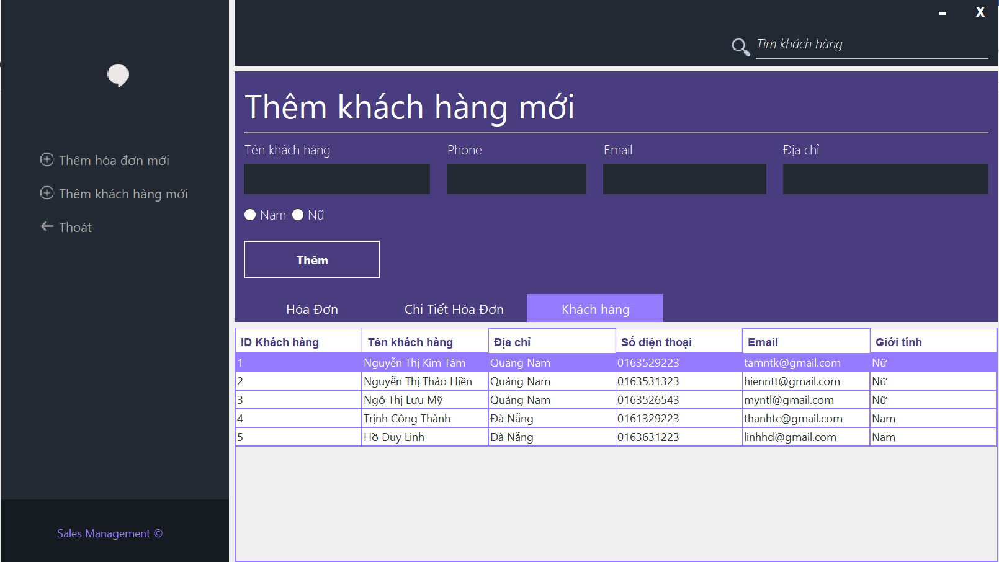 X
Tìm khách hàng
Thêm hóa đơn mới
Thêm khách hàng mới
Thoát
Sales Management ©
Thêm khách hàng mới
Tên khách hàng Phone Email Địa chỉ
Nam Nữ
Thêm
Hóa Đơn Chi Tiết Hóa Đơn Khách hàng
ID Khách hàng Tên khách hàng Địa chỉ Số điện thoại Email Giới tính
1 Nguyễn Thị Kim Tâm Quảng Nam 0163529223 tamntk@gmail.com Nữ
2 Nguyễn Thị Thảo Hiền Quảng Nam 0163531323 hienntt@gmail.com Nữ
3 Ngô Thị Lưu Mỹ Quảng Nam 0163526543 myntl@gmail.com Nữ
4 Trịnh Công Thành Đà Nẵng 0161329223 thanhtc@gmail.com Nam
5 Hồ Duy Linh Đà Nẵng 0163631223 linhhd@gmail.com Nam